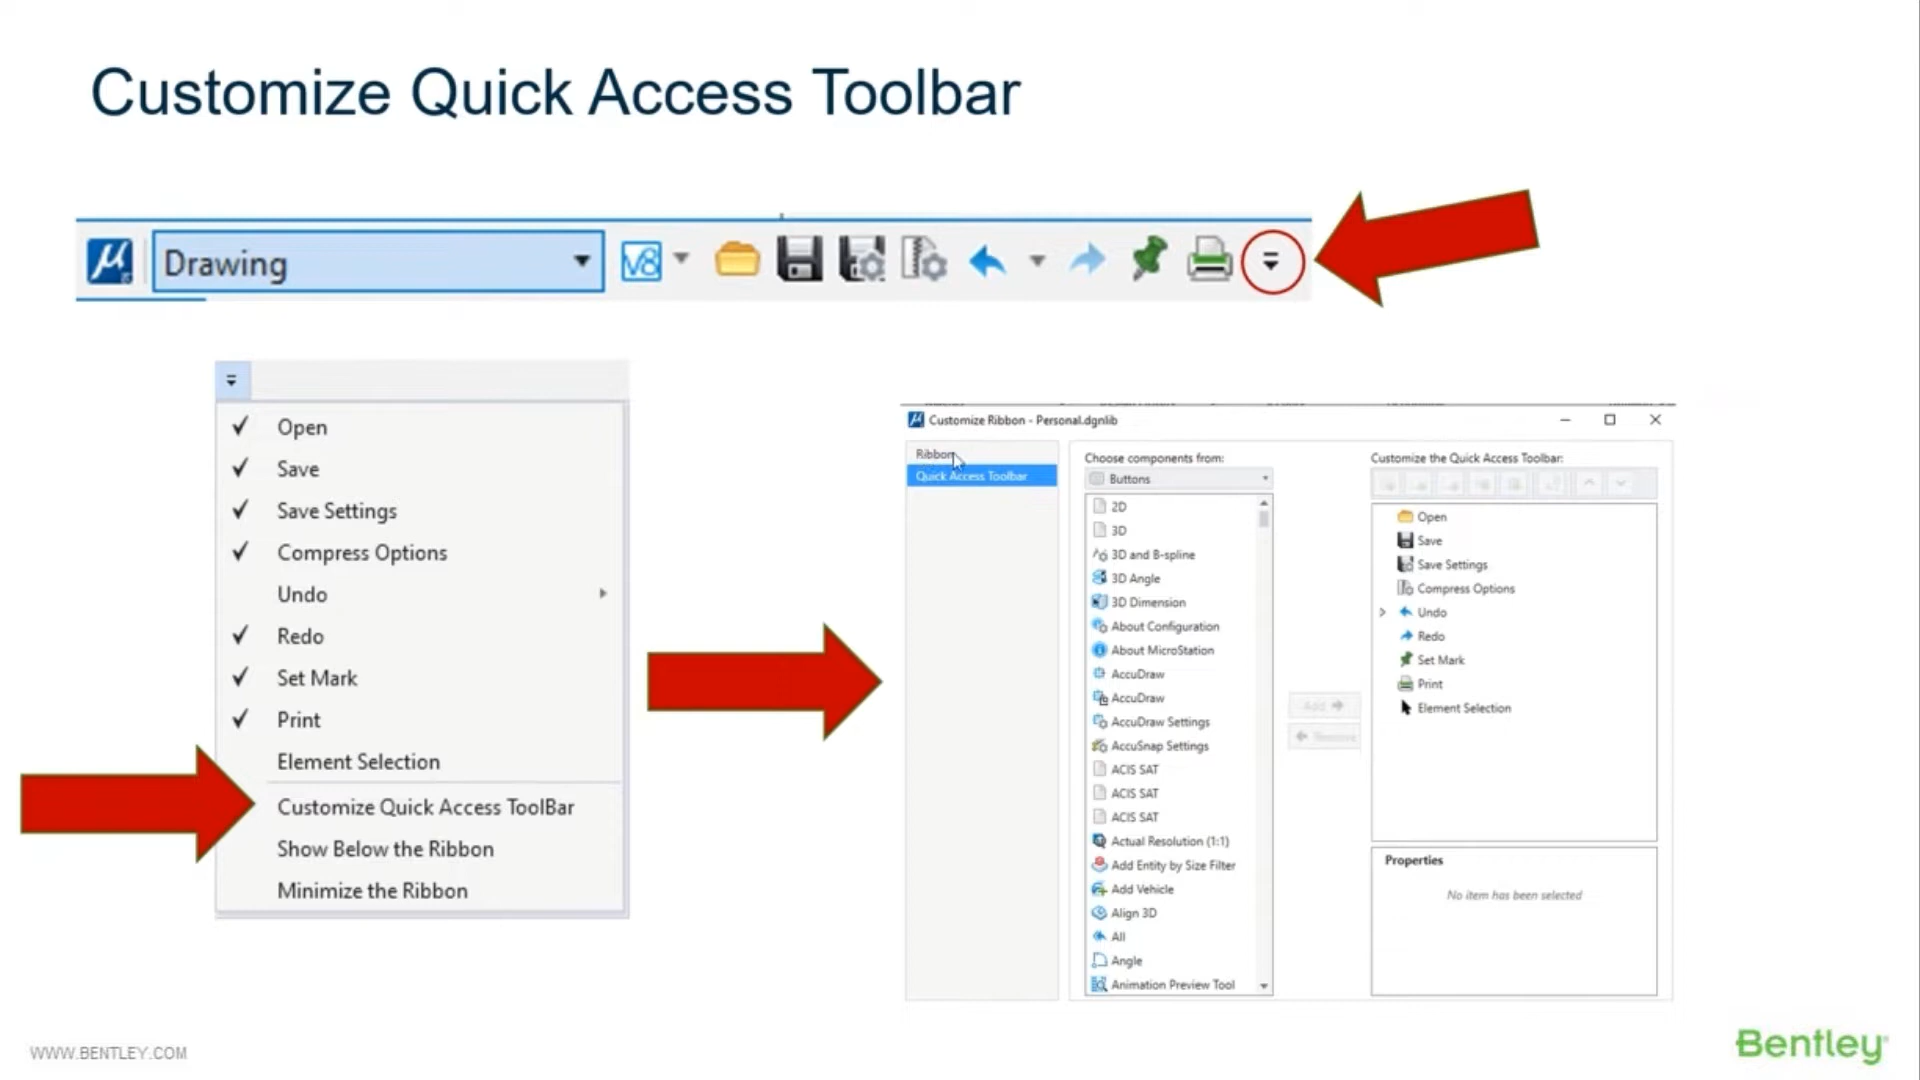 Customize Quick Access Toolbar
Drawing
V8
Open
Save
Save Settings
Compress Options
Undo
Redo
Set Mark
Print
Element Selection
Customize Quick Access ToolBar
Show Below the Ribbon
Minimize the Ribbon
Customize Ribbon - Personal.dgnlib
Ribbon
Quick Access Toolbar
Choose components from:
Buttons
2D
3D
3D and B-spline
3D Angle
3D Dimension
About Configuration
About MicroStation
AccuDraw
AccuDraw
AccuDraw Settings
AccuSnap Settings
ACIS SAT
ACIS SAT
ACIS SAT
Actual Resolution (1:1)
Add Entity by Size Filter
Add Vehicle
Align 3D
All
Angle
Animation Preview Tool
Add
Remove
Customize the Quick Access Toolbar:
Open
Save
Save Settings
Compress Options
Undo
Redo
Set Mark
Print
Element Selection
Properties
No item has been selected
WWW.BENTLEY.COM
Bentley